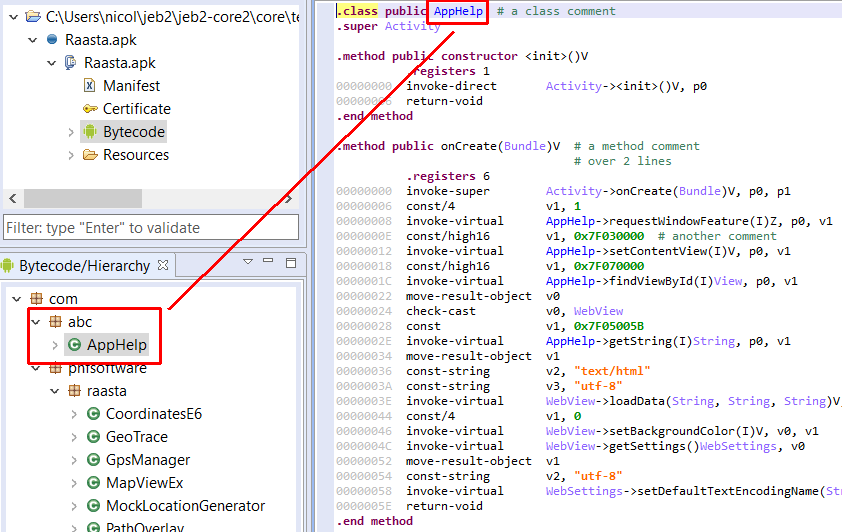 C:\Users\nicol\jeb2\jeb2-core2\core\te
Raasta.apk
Raasta.apk
Manifest
Certificate
Bytecode
Resources
Filter: type "Enter" to validate
Bytecode/Hierarchy
com
abc
AppHelp
pnfsoftware
raasta
CoordinatesE6
GeoTrace
GpsManager
MapViewEx
MockLocationGenerator
PathOverlay
.class public AppHelp # a class comment
.super Activity
.method public constructor <init>()V
.registers 1
00000000 invoke-direct Activity-><init>()V, p0
00000006 return-void
.end method
.method public onCreate(Bundle)V # a method comment
# over 2 lines
.registers 6
00000000 invoke-super Activity->onCreate(Bundle)V, p0, p1
00000006 const/4 v1, 1
00000008 invoke-virtual AppHelp->requestWindowFeature(I)Z, p0, v1
0000000E const/high16 v1, 0x7F030000 # another comment
00000012 invoke-virtual AppHelp->setContentView(I)V, p0, v1
00000018 const/high16 v1, 0x7F070000
0000001C invoke-virtual AppHelp->findViewById(I)View, p0, v1
00000022 move-result-object v0
00000024 check-cast v0, WebView
00000028 const v1, 0x7F05005B
0000002E invoke-virtual AppHelp->getString(I)String, p0, v1
00000034 move-result-object v1
00000036 const-string v2, "text/html"
0000003A const-string v3, "utf-8"
0000003E invoke-virtual WebView->loadData(String, String, String)V,
00000044 const/4 v1, 0
00000046 invoke-virtual WebView->setBackgroundColor(I)V, v0, v1
0000004C invoke-virtual WebView->getSettings()WebSettings, v0
00000052 move-result-object v1
00000054 const-string v2, "utf-8"
00000058 invoke-virtual WebSettings->setDefaultTextEncodingName(St
0000005E return-void
.end method